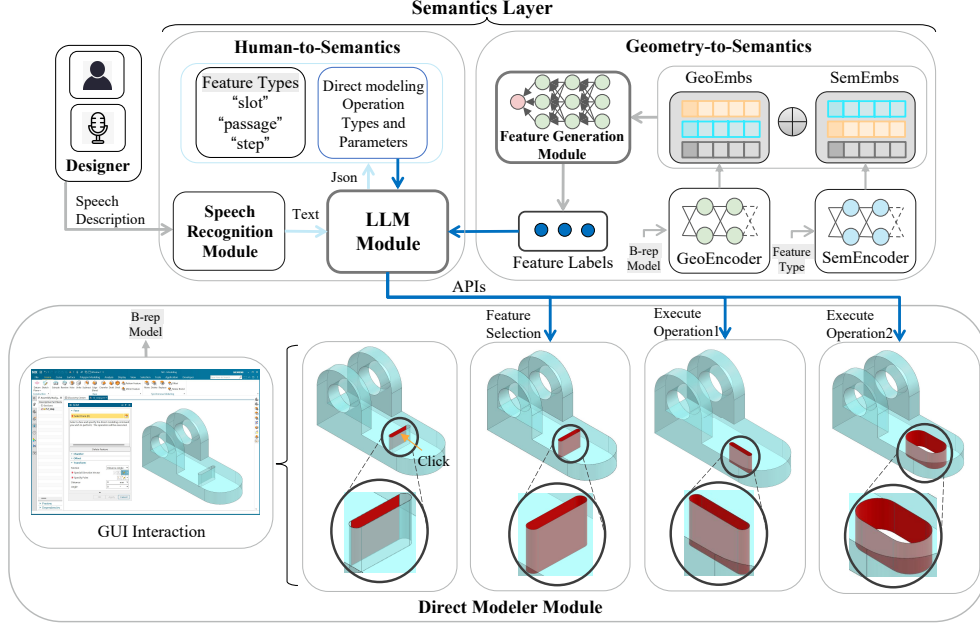 Semantics Layer
Human-to-Semantics
Feature Types
“slot”
“passage”
“step”
Direct modeling
Operation
Types and
Parameters
Designer
Speech
Description
Speech
Recognition
Module
Text
Json
LLM
Module
APIs
Geometry-to-Semantics
GeoEmbs
SemEmbs
Feature Generation
Module
Feature Labels
B-rep
Model
GeoEncoder
Feature
Type
SemEncoder
B-rep
Model
GUI Interaction
Click
Feature
Selection
Execute
Operation1
Execute
Operation2
Direct Modeler Module